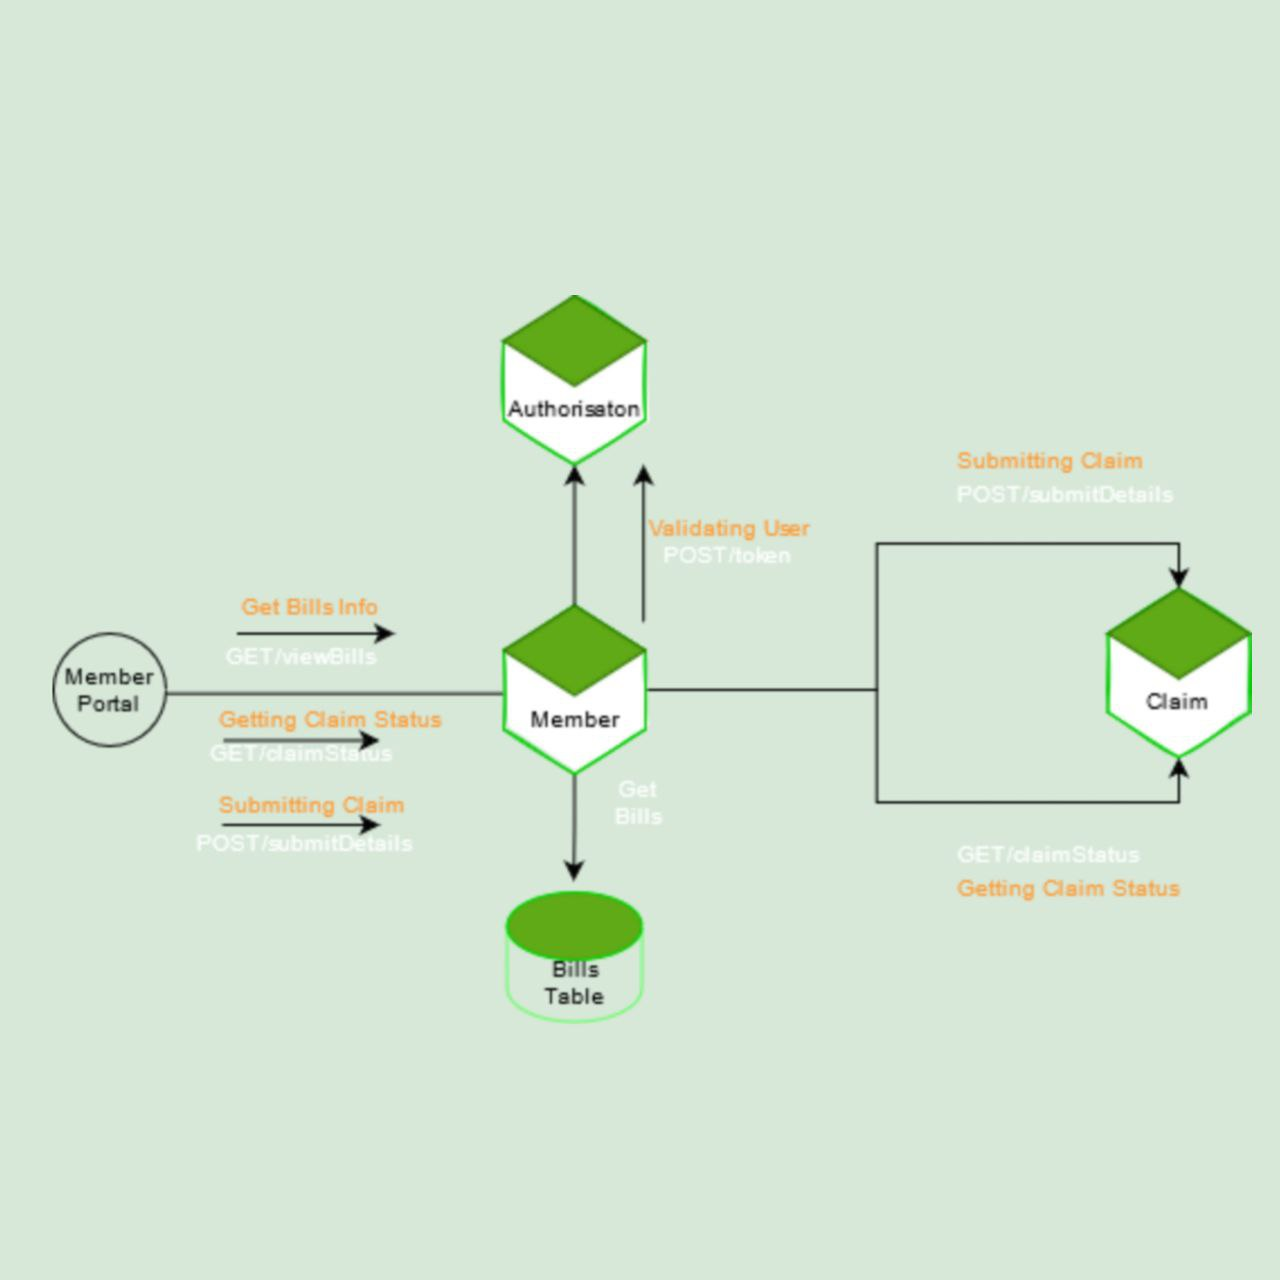 Authorisaton
Submitting Claim
POST/submitDetails
Validating User
POST/token
Get Bills Info
GET/viewBills
Member
Portal
Getting Claim Status
GET/claimStatus
Submitting Claim
POST/submitDetails
Member
Claim
Get
Bills
GET/claimStatus
Getting Claim Status
Bills
Table